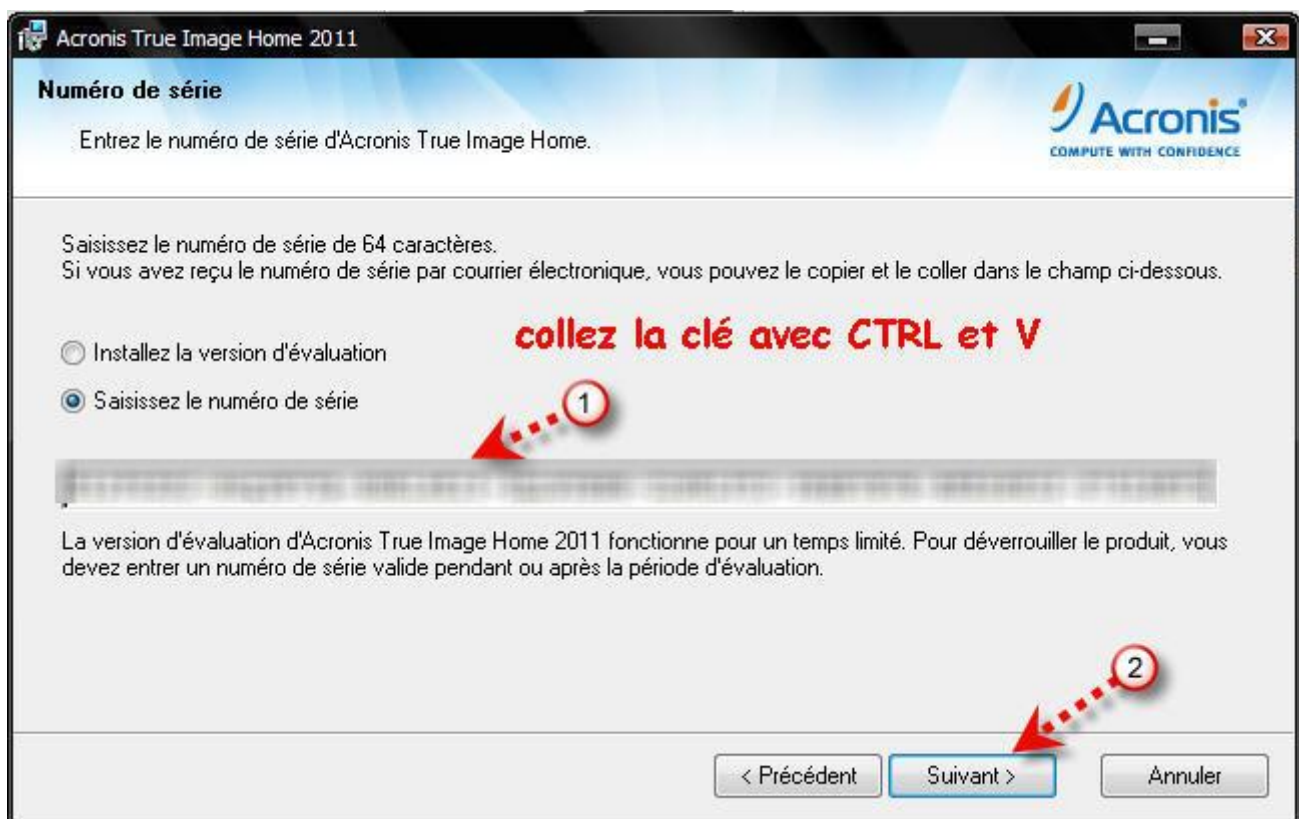 Acronis True Image Home 2011
Numéro de série
Entrez le numéro de série d'Acronis True Image Home.
Acronis
COMPUTE WITH CONFIDENCE
Saisissez le numéro de série de 64 caractères.
Si vous avez reçu le numéro de série par courrier électronique, vous pouvez le copier et le coller dans le champ ci-dessous.
collez la clé avec CTRL et V
Installez la version d'évaluation
Saisissez le numéro de série
1
La version d'évaluation d'Acronis True Image Home 2011 fonctionne pour un temps limité. Pour déverrouiller le produit, vous
devez entrer un numéro de série valide pendant ou après la période d'évaluation.
2
< Précédent
Suivant >
Annuler